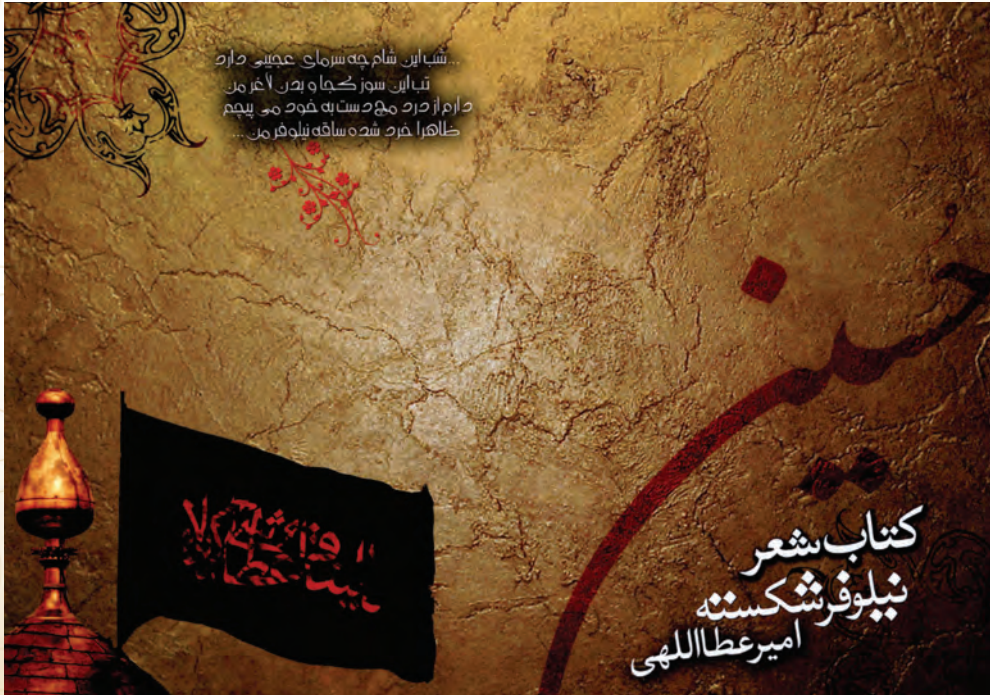 ...شب این شام چه سرمای عجیبی دارد
تب این سوز کجا و بدن لاغر من
دارم از درد مچ دست به خود می پیچم
ظاهرا خرد شده ساقه نیلوفر من ...
حسین
کتاب شعر
نیلوفر شکسته
امیر عطااللهی